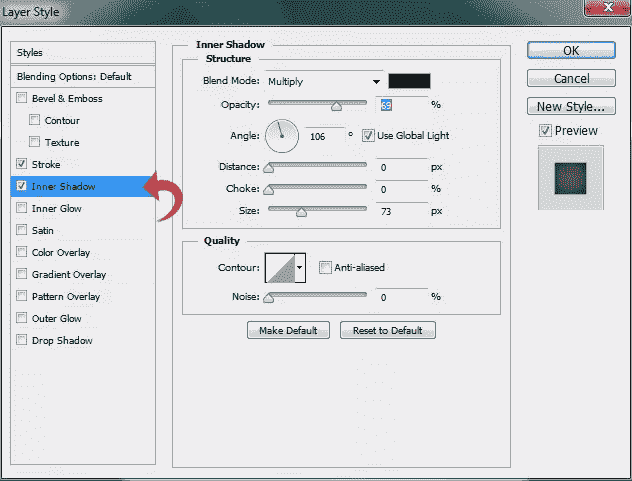 Layer Style
Styles
Blending Options: Default
Bevel & Emboss
Contour
Texture
Stroke
Inner Shadow
Inner Glow
Satin
Color Overlay
Gradient Overlay
Pattern Overlay
Outer Glow
Drop Shadow
Inner Shadow
Structure
Blend Mode: Multiply
Opacity: 69 %
Angle: 106 ° Use Global Light
Distance: 0 px
Choke: 0 %
Size: 73 px
Quality
Contour: Anti-aliased
Noise: 0 %
Make Default Reset to Default
OK
Cancel
New Style...
Preview